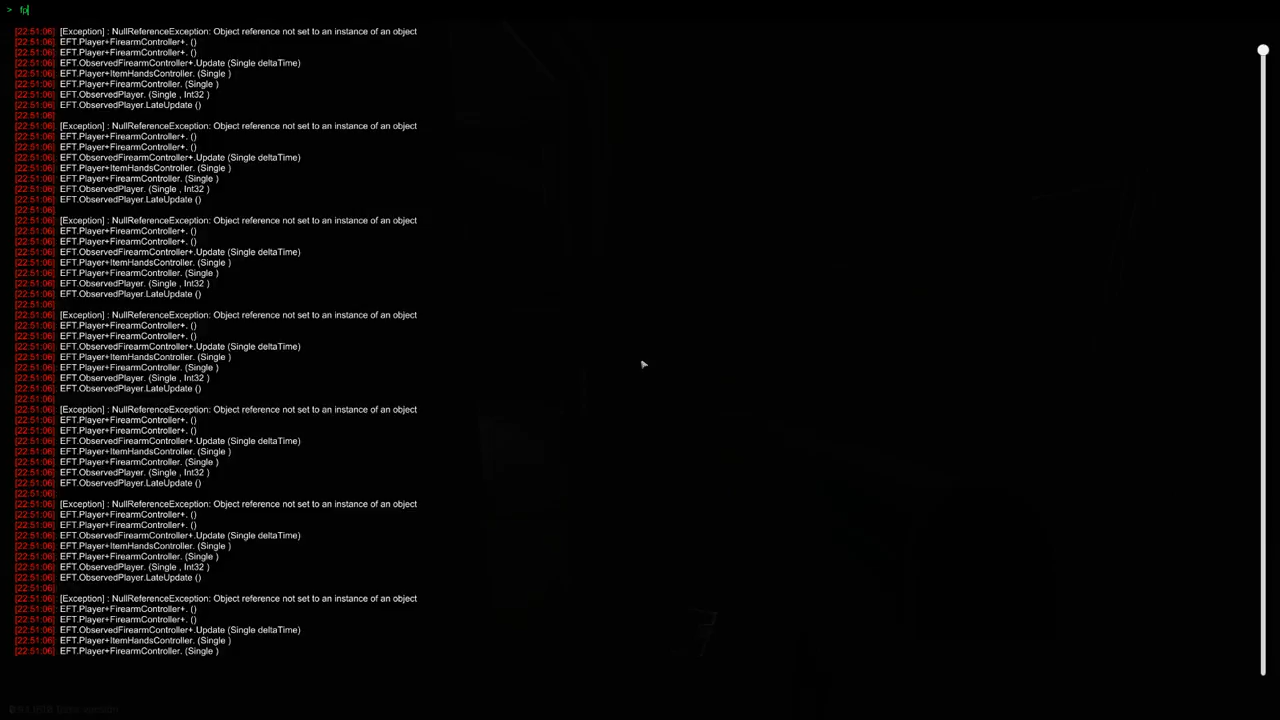 > fp
[22:51:06] [Exception] : NullReferenceException: Object reference not set to an instance of an object
[22:51:06] EFT.Player+FirearmController+. ()
[22:51:06] EFT.Player+FirearmController+. ()
[22:51:06] EFT.ObservedFirearmController+.Update (Single deltaTime)
[22:51:06] EFT.Player+ItemHandsController. (Single )
[22:51:06] EFT.Player+FirearmController. (Single )
[22:51:06] EFT.ObservedPlayer. (Single , Int32 )
[22:51:06] EFT.ObservedPlayer.LateUpdate ()
[22:51:06]
[22:51:06] [Exception] : NullReferenceException: Object reference not set to an instance of an object
[22:51:06] EFT.Player+FirearmController+. ()
[22:51:06] EFT.Player+FirearmController+. ()
[22:51:06] EFT.ObservedFirearmController+.Update (Single deltaTime)
[22:51:06] EFT.Player+ItemHandsController. (Single )
[22:51:06] EFT.Player+FirearmController. (Single )
[22:51:06] EFT.ObservedPlayer. (Single , Int32 )
[22:51:06] EFT.ObservedPlayer.LateUpdate ()
[22:51:06]
[22:51:06] [Exception] : NullReferenceException: Object reference not set to an instance of an object
[22:51:06] EFT.Player+FirearmController+. ()
[22:51:06] EFT.Player+FirearmController+. ()
[22:51:06] EFT.ObservedFirearmController+.Update (Single deltaTime)
[22:51:06] EFT.Player+ItemHandsController. (Single )
[22:51:06] EFT.Player+FirearmController. (Single )
[22:51:06] EFT.ObservedPlayer. (Single , Int32 )
[22:51:06] EFT.ObservedPlayer.LateUpdate ()
[22:51:06]
[22:51:06] [Exception] : NullReferenceException: Object reference not set to an instance of an object
[22:51:06] EFT.Player+FirearmController+. ()
[22:51:06] EFT.Player+FirearmController+. ()
[22:51:06] EFT.ObservedFirearmController+.Update (Single deltaTime)
[22:51:06] EFT.Player+ItemHandsController. (Single )
[22:51:06] EFT.Player+FirearmController. (Single )
[22:51:06] EFT.ObservedPlayer. (Single , Int32 )
[22:51:06] EFT.ObservedPlayer.LateUpdate ()
[22:51:06]
[22:51:06] [Exception] : NullReferenceException: Object reference not set to an instance of an object
[22:51:06] EFT.Player+FirearmController+. ()
[22:51:06] EFT.Player+FirearmController+. ()
[22:51:06] EFT.ObservedFirearmController+.Update (Single deltaTime)
[22:51:06] EFT.Player+ItemHandsController. (Single )
[22:51:06] EFT.Player+FirearmController. (Single )
[22:51:06] EFT.ObservedPlayer. (Single , Int32 )
[22:51:06] EFT.ObservedPlayer.LateUpdate ()
[22:51:06]
[22:51:06] [Exception] : NullReferenceException: Object reference not set to an instance of an object
[22:51:06] EFT.Player+FirearmController+. ()
[22:51:06] EFT.Player+FirearmController+. ()
[22:51:06] EFT.ObservedFirearmController+.Update (Single deltaTime)
[22:51:06] EFT.Player+ItemHandsController. (Single )
[22:51:06] EFT.Player+FirearmController. (Single )
[22:51:06] EFT.ObservedPlayer. (Single , Int32 )
[22:51:06] EFT.ObservedPlayer.LateUpdate ()
[22:51:06]
[22:51:06] [Exception] : NullReferenceException: Object reference not set to an instance of an object
[22:51:06] EFT.Player+FirearmController+. ()
[22:51:06] EFT.Player+FirearmController+. ()
[22:51:06] EFT.ObservedFirearmController+.Update (Single deltaTime)
[22:51:06] EFT.Player+ItemHandsController. (Single )
[22:51:06] EFT.Player+FirearmController. (Single )